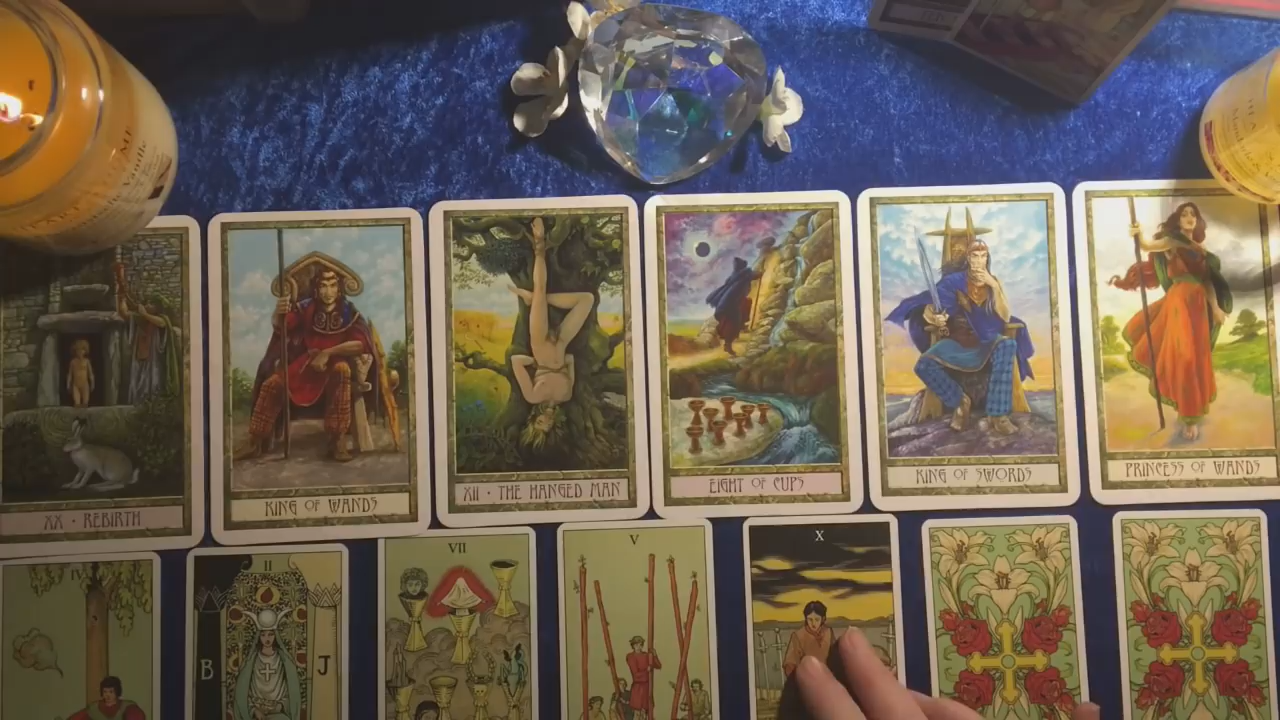 XX · REBIRTH
KING OF WANDS
XII · THE HANGED MAN
EIGHT OF CUPS
KING OF SWORDS
PRINCESS OF WANDS
IV
II
B
J
VII
V
X